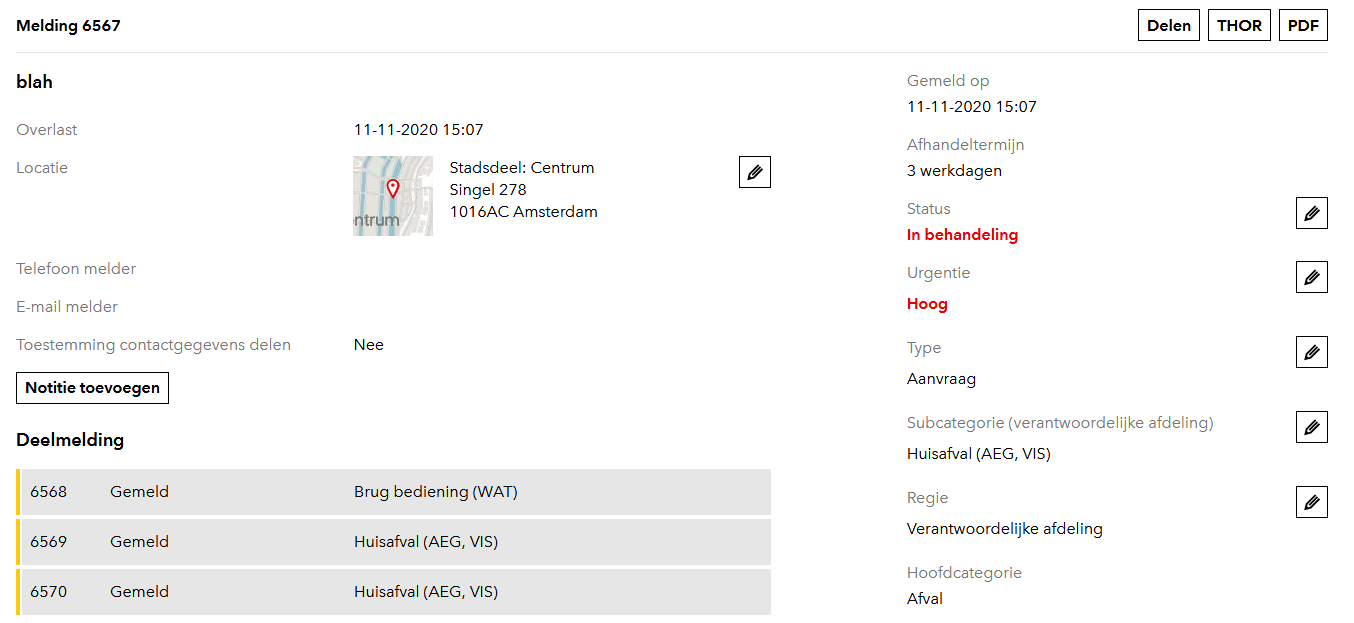 Melding 6567
Delen
THOR
PDF
blah
Overlast
11-11-2020 15:07
Locatie
ntrum
Stadsdeel: Centrum
Singel 278
1016AC Amsterdam
Telefoon melder
E-mail melder
Toestemming contactgegevens delen
Nee
Notitie toevoegen
Deelmelding
6568 Gemeld Brug bediening (WAT)
6569 Gemeld Huisafval (AEG, VIS)
6570 Gemeld Huisafval (AEG, VIS)
Gemeld op
11-11-2020 15:07
Afhandeltermijn
3 werkdagen
Status
In behandeling
Urgentie
Hoog
Type
Aanvraag
Subcategorie (verantwoordelijke afdeling)
Huisafval (AEG, VIS)
Regie
Verantwoordelijke afdeling
Hoofdcategorie
Afval